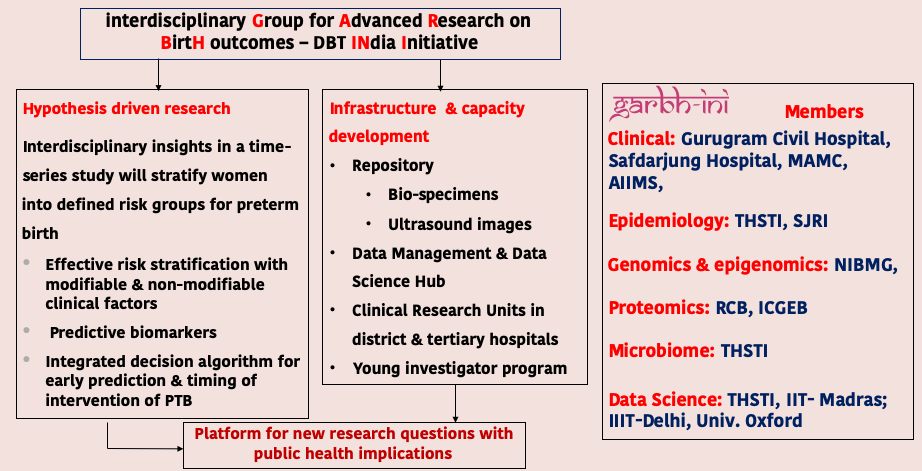 interdisciplinary Group for Advanced Research on
BirtH outcomes – DBT INdia Initiative
Hypothesis driven research
Interdisciplinary insights in a time-
series study will stratify women
into defined risk groups for preterm
birth
• Effective risk stratification with
modifiable & non-modifiable
clinical factors
• Predictive biomarkers
• Integrated decision algorithm for
early prediction & timing of
intervention of PTB
Infrastructure & capacity
development
• Repository
• Bio-specimens
• Ultrasound images
• Data Management & Data
Science Hub
• Clinical Research Units in
district & tertiary hospitals
• Young investigator program
Platform for new research questions with
public health implications
garbh-ini
Members
Clinical: Gurugram Civil Hospital,
Safdarjung Hospital, MAMC,
AIIMS,
Epidemiology: THSTI, SJRI
Genomics & epigenomics: NIBMG,
Proteomics: RCB, ICGEB
Microbiome: THSTI
Data Science: THSTI, IIT- Madras;
IIIT-Delhi, Univ. Oxford